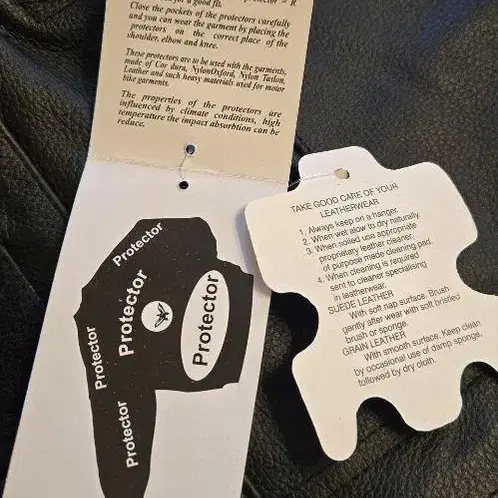 for a good fit.
Close the pockets of the protectors carefully
and you can wear the garment by placing the
protectors on the correct place of the
shoulder, elbow and knee.
These protectors are to be used with the garments,
made of Cor dura, NylonOxford, Nylon Taslon,
Leather and such heavy materials used for motor
bike garments.
The properties of the protectors are
influenced by climate conditions, high
temperature the impact absorbtion can be
reduce.
Protector
Protector
Protector
Protector
Protector
TAKE GOOD CARE OF YOUR
LEATHERWEAR
1. Always keep on a hanger.
2. When wet alow to dry naturally.
3. When soiled usa appropriate
proprietary leather cleaner.
of purpose made cleaning pad.
4. When cleaning is required
sent to cleaner specialising
in leatherwear.
SUEDE LEATHER
With soft nap surface. Brush
gently after wear with soft bristled
brush or sponge.
GRAIN LEATHER
With smooth surface. Keep clean
by occasional use of damp sponge,
followed by dry cloth.